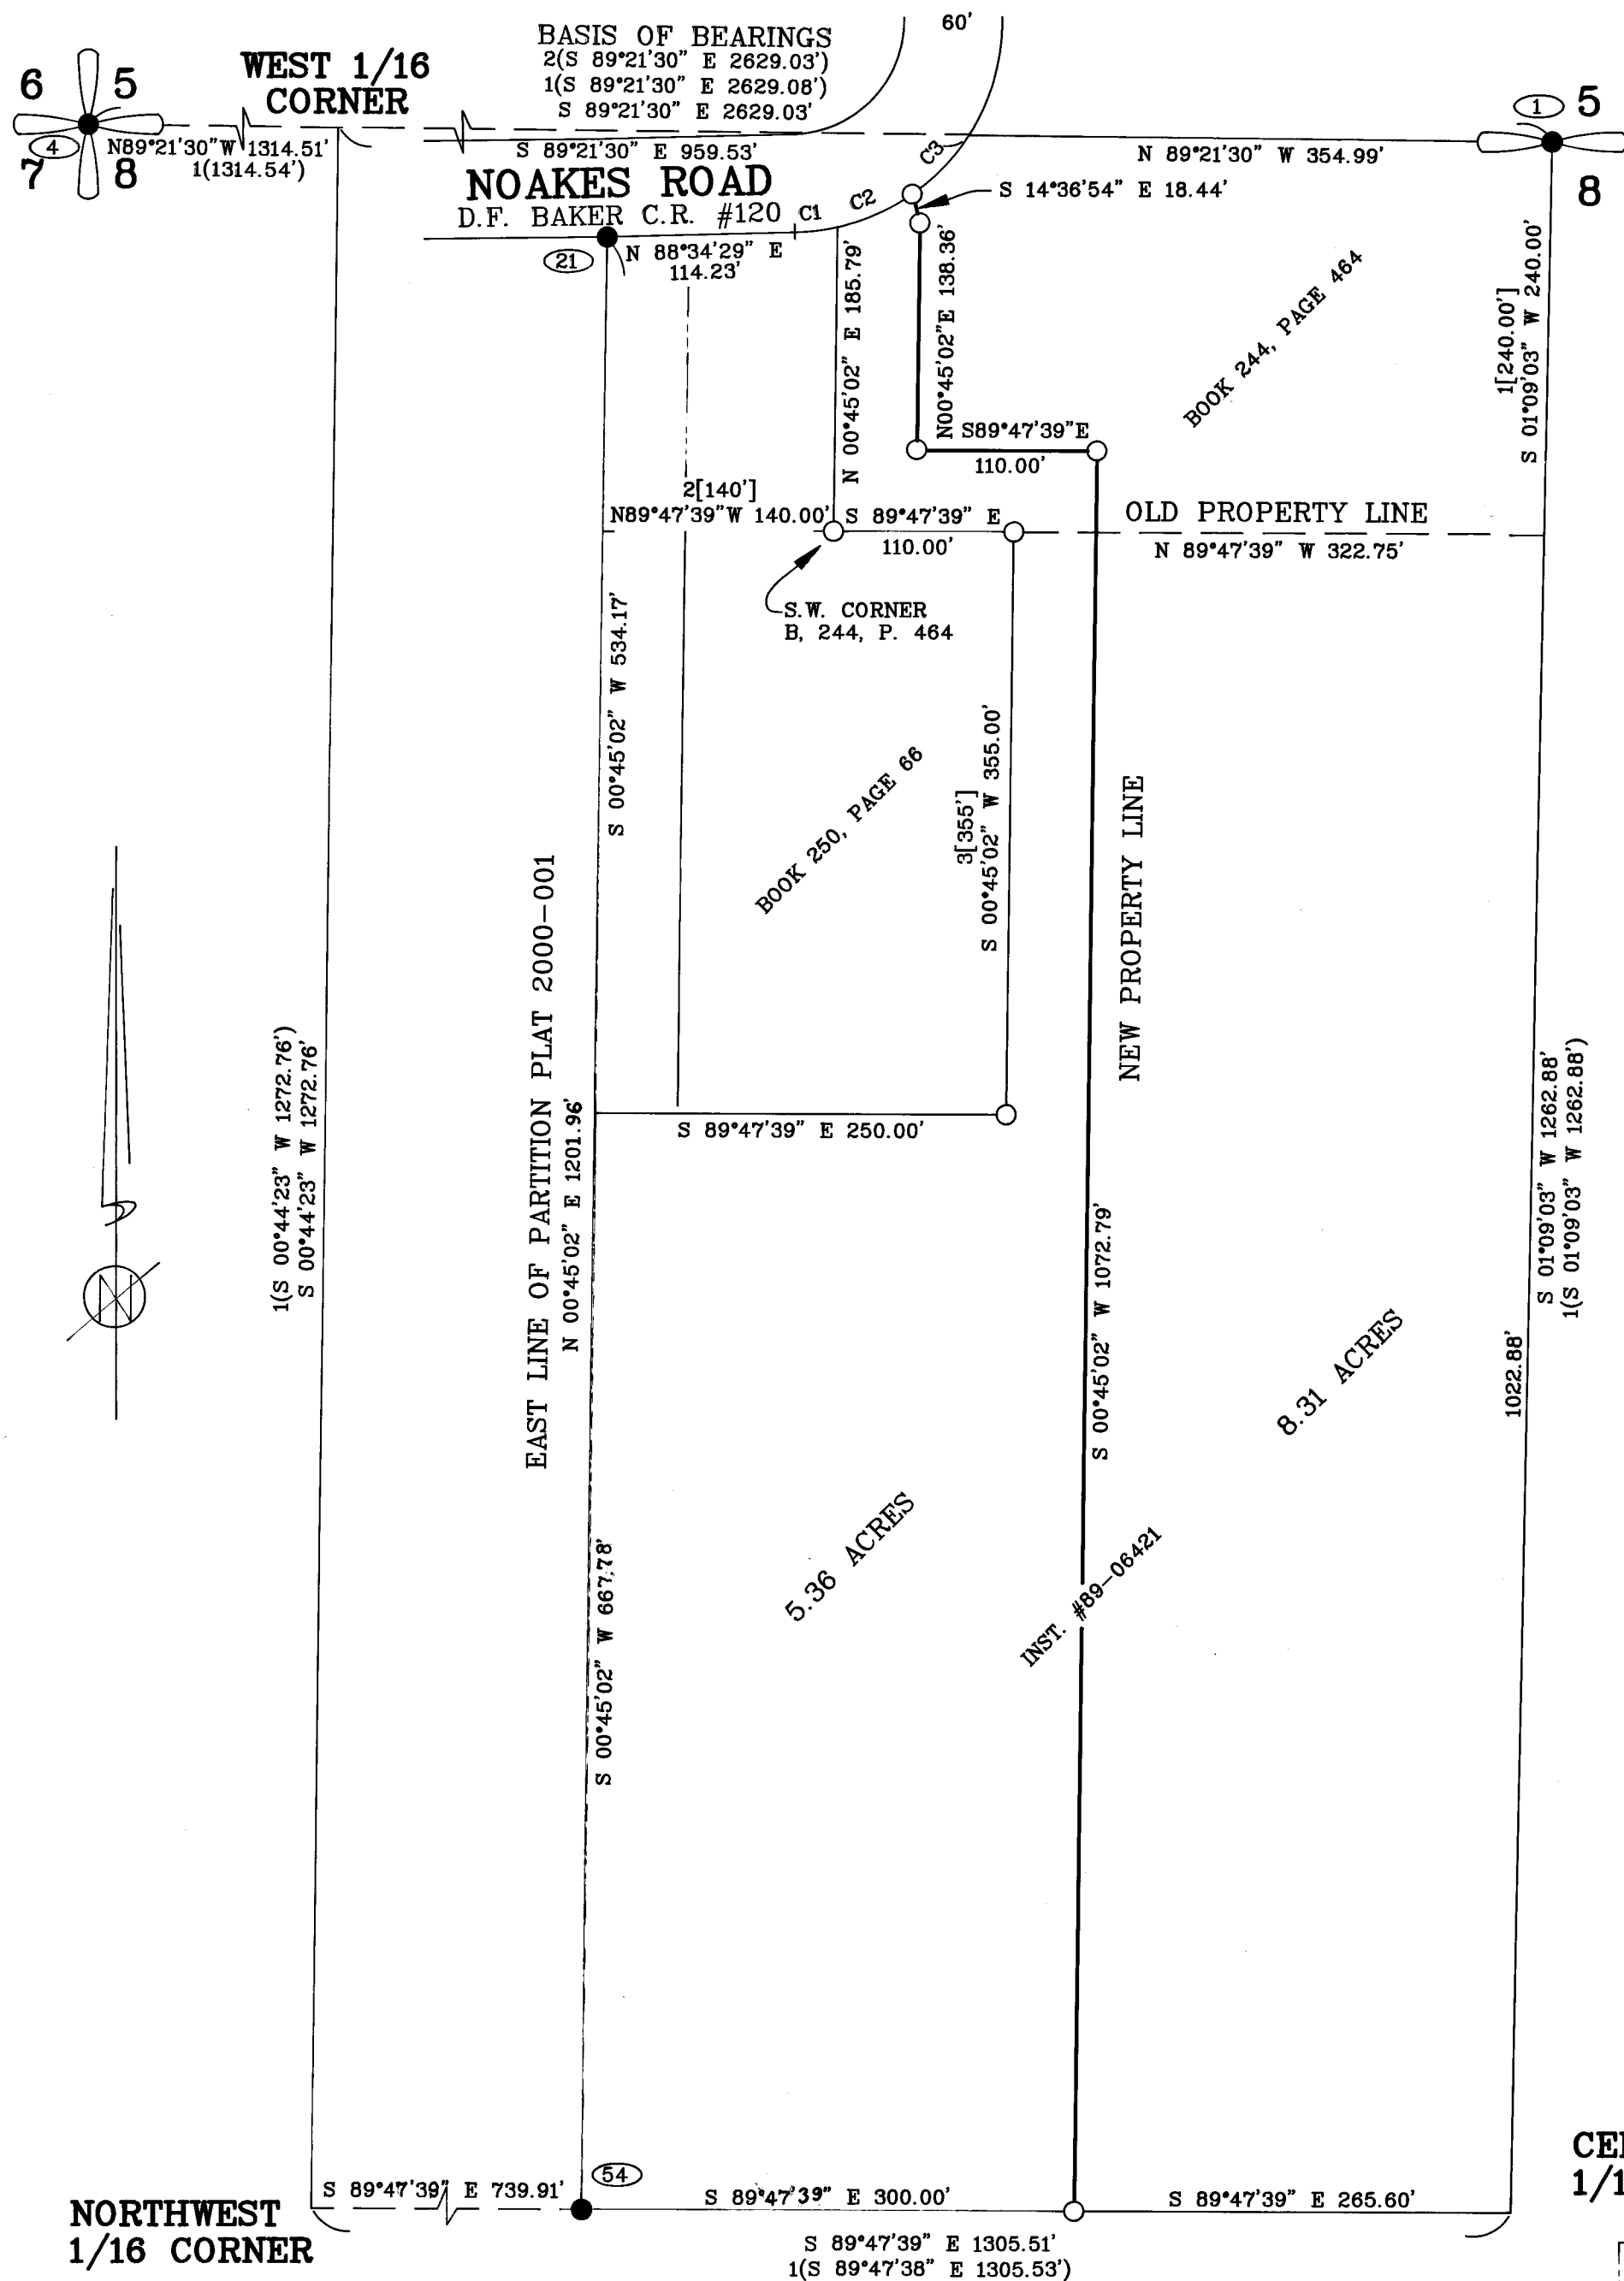 60'
BASIS OF BEARINGS
2(S 89°21'30" E 2629.03')
1(S 89°21'30" E 2629.08')
S 89°21'30" E 2629.03'
WEST 1/16
CORNER
6 5
4
7 8
N89°21'30"W 1314.51'
1(1314.54')
1 5
8
S 89°21'30" E 959.53'
N 89°21'30" W 354.99'
NOAKES ROAD
D.F. BAKER C.R. #120
C1
C2
C3
S 14°36'54" E 18.44'
21
N 88°34'29" E
114.23'
N 00°45'02" E 185.79'
N00°45'02"E 138.36'
BOOK 244, PAGE 464
1[240.00']
S 01°09'03" W 240.00'
S89°47'39"E
110.00'
2[140']
N89°47'39"W 140.00'
S 89°47'39" E
110.00'
OLD PROPERTY LINE
N 89°47'39" W 322.75'
S.W. CORNER
B, 244, P. 464
S 00°45'02" W 534.17'
BOOK 250, PAGE 66
3[355']
S 00°45'02" W 355.00'
NEW PROPERTY LINE
EAST LINE OF PARTITION PLAT 2000-001
N 00°45'02" E 1201.96'
1(S 00°44'23" W 1272.76')
S 00°44'23" W 1272.76'
S 89°47'39" E 250.00'
S 01°09'03" W 1262.88'
1(S 01°09'03" W 1262.88')
S 00°45'02" W 1072.79'
N
8.31 ACRES
1022.88'
5.36 ACRES
INST. #89-06421
S 00°45'02" W 667.78'
S 89°47'39" E 739.91'
54
S 89°47'39" E 300.00'
S 89°47'39" E 265.60'
NORTHWEST
1/16 CORNER
S 89°47'39" E 1305.51'
1(S 89°47'38" E 1305.53')